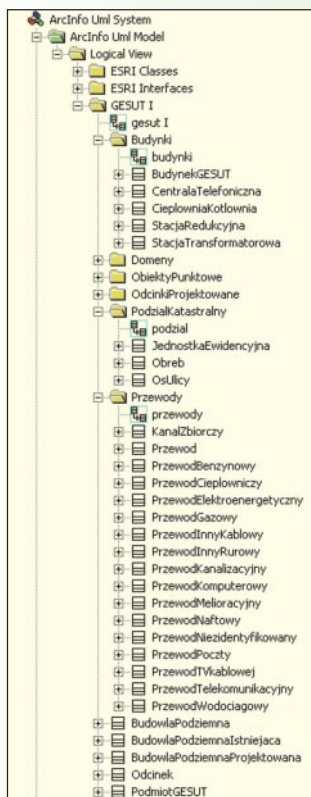 ArcInfo Uml System
ArcInfo Uml Model
Logical View
ESRI Classes
ESRI Interfaces
GESUT I
gesut I
Budynki
budynki
BudynekGESUT
CentralaTelefoniczna
CieplowniaKotlownia
StacjaRedukcyjna
StacjaTransformatorowa
Domeny
ObiektyPunktowe
OdcinkiProjektowane
PodzialKatastralny
podzial
JednostkaEwidencyjna
Obreb
OsUlicy
Przewody
przewody
KanalZbiorczy
Przewod
PrzewodBenzynowy
PrzewodCieplowniczy
PrzewodElektroenergetyczny
PrzewodGazowy
PrzewodInnyKablowy
PrzewodInnyRurowy
PrzewodKanalizacyjny
PrzewodKomputerowy
PrzewodMelioracyjny
PrzewodNaftowy
PrzewodNiezidentyfikowany
PrzewodPoczty
PrzewodTVkablowej
PrzewodTelekomunikacyjny
PrzewodWodociagowy
BudowlaPodziemna
BudowlaPodziemnaIstniejaca
BudowlaPodziemnaProjektowana
Odcinek
PodmiotGESUT